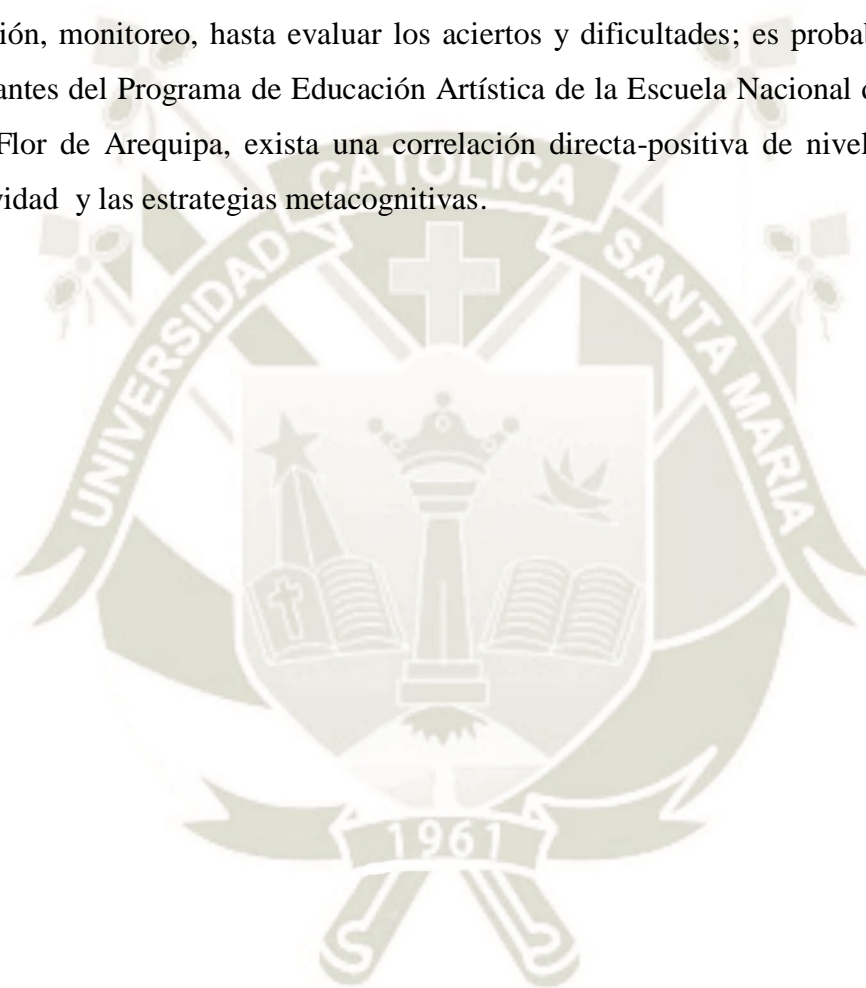 ión, monitoreo, hasta evaluar los aciertos y dificultades; es probab
antes del Programa de Educación Artística de la Escuela Nacional
Flor de Arequipa, exista una correlación directa-positiva de nivel
vidad y las estrategias metacognitivas.
CATOLICA
UNIVERSIDAD
SANTA MARIA
1961
S S